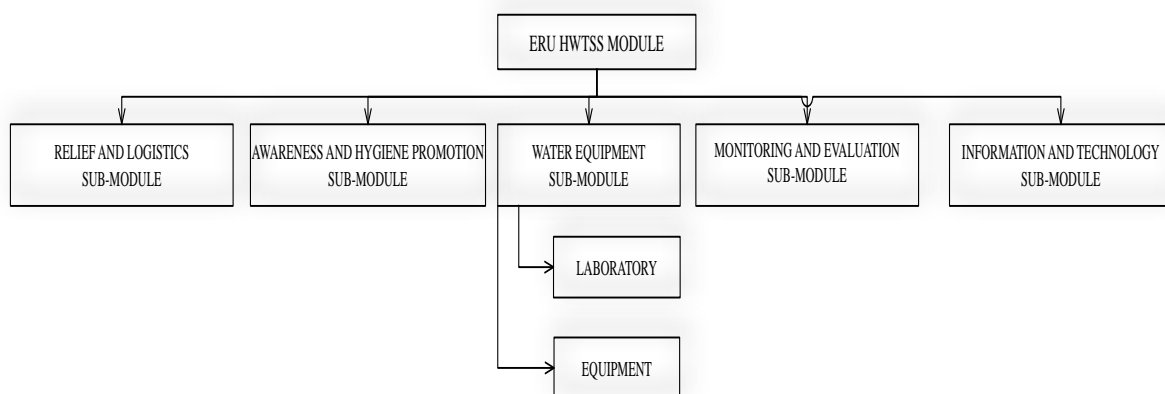 ERU HWTSS MODULE
RELIEF AND LOGISTICS
SUB-MODULE
AWARENESS AND HYGIENE PROMOTION
SUB-MODULE
WATER EQUIPMENT
SUB-MODULE
MONITORING AND EVALUATION
SUB-MODULE
INFORMATION AND TECHNOLOGY
SUB-MODULE
LABORATORY
EQUIPMENT